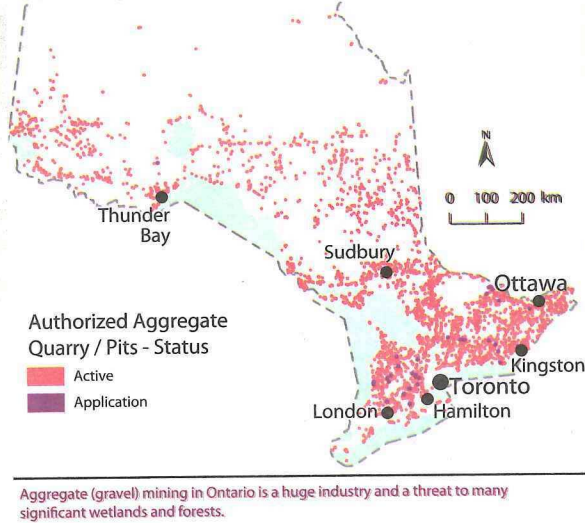 N
0 100 200 km
Thunder
Bay
Sudbury
Ottawa
Authorized Aggregate
Quarry / Pits - Status
Active
Application
Kingston
Toronto
London
Hamilton
Aggregate (gravel) mining in Ontario is a huge industry and a threat to many
significant wetlands and forests.